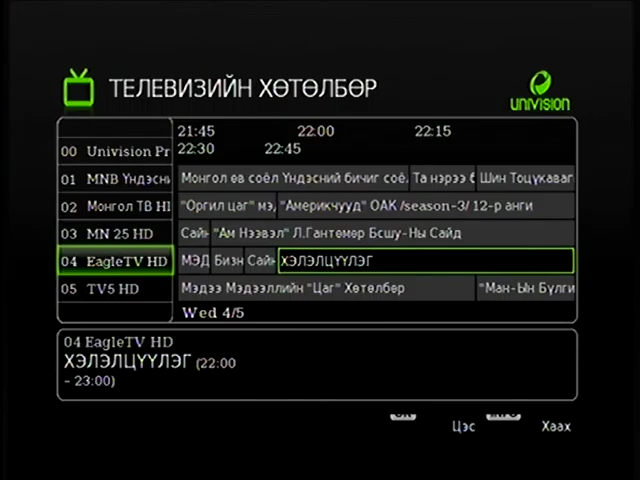 ТЕЛЕВИЗИЙН ХӨТӨЛБӨР
univision
21:45 22:00 22:15
22:30 22:45
00 Univision Pr
01 MNB Үндэсни Монгол өв соёл Үндэсний бичиг соё. Та нэрээ б Шин Тоцүкаваг
02 Монгол ТВ HD "Оргил цаг" мэ, "Америкчууд" ОАК /season-3/ 12-р анги
03 MN 25 HD Сайн "Ам Нээвэл" Л.Гантөмөр Бсшу-Ны Сайд
04 EagleTV HD МЭД Бизн Сайн ХЭЛЭЛЦҮҮЛЭГ
05 TV5 HD Мэдээ Мэдээллийн "Цаг" Хөтөлбөр "Ман-Ын Бүлги
Wed 4/5
04 EagleTV HD
ХЭЛЭЛЦҮҮЛЭГ (22:00
– 23:00)
Цэс Хаах